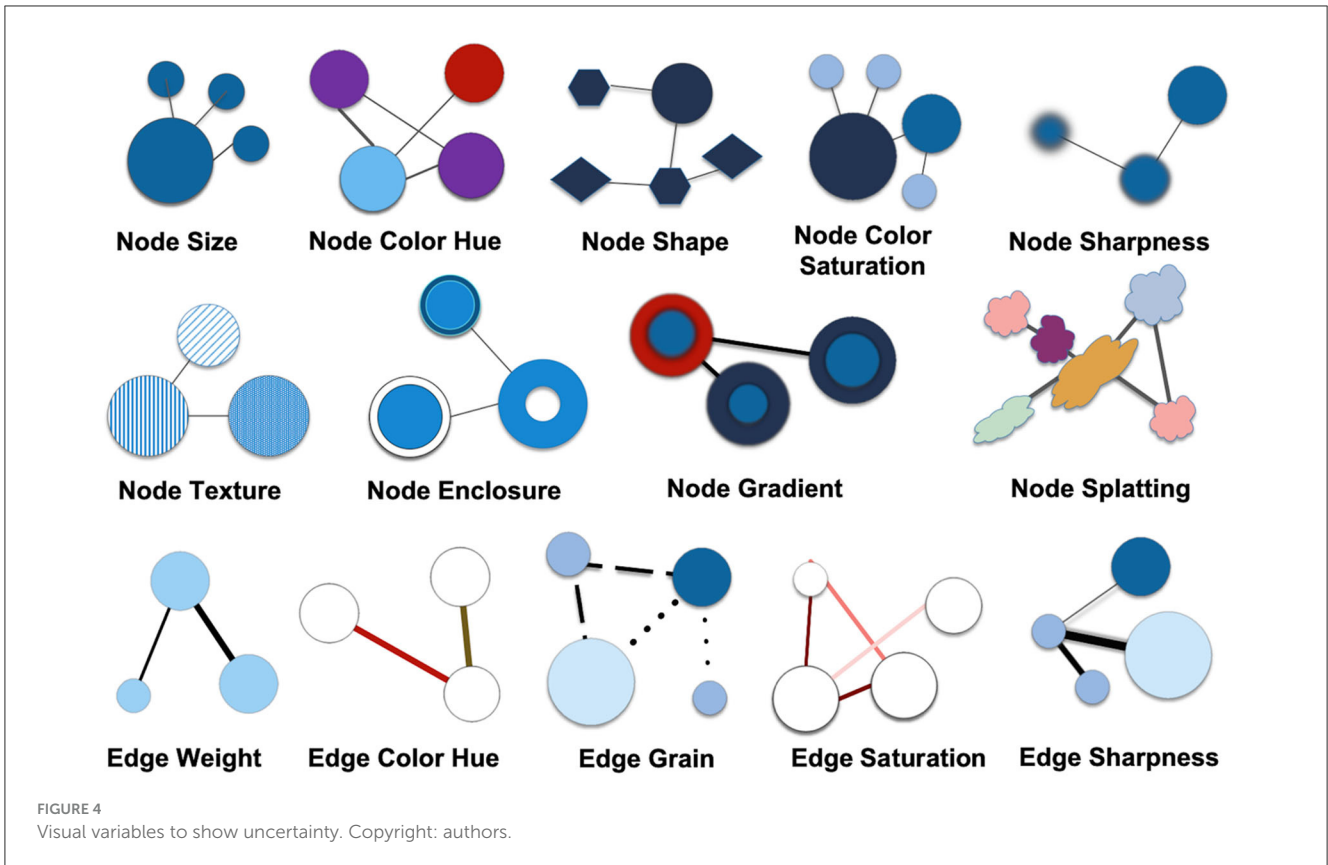 Node Size
Node Color Hue
Node Shape
Node Color
Saturation
Node Sharpness
Node Texture
Node Enclosure
Node Gradient
Node Splatting
Edge Weight
Edge Color Hue
Edge Grain
Edge Saturation
Edge Sharpness
FIGURE 4
Visual variables to show uncertainty. Copyright: authors.